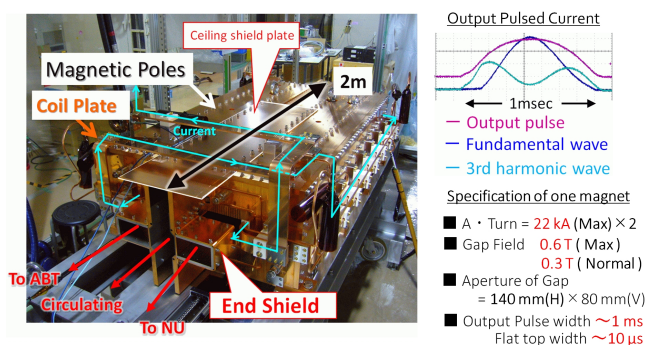 Ceiling shield plate
Magnetic Poles
2m
Coil Plate
Current
To ABT
Circulating
End Shield
To NU
Output Pulsed Current
1msec
Output pulse
Fundamental wave
3rd harmonic wave
Specification of one magnet
■ A・Turn = 22 kA (Max) × 2
■ Gap Field 0.6 T ( Max )
0.3 T ( Normal )
■ Aperture of Gap
= 140 mm(H) × 80 mm(V)
■ Output Pulse width ～1 ms
Flat top width ～10 μs